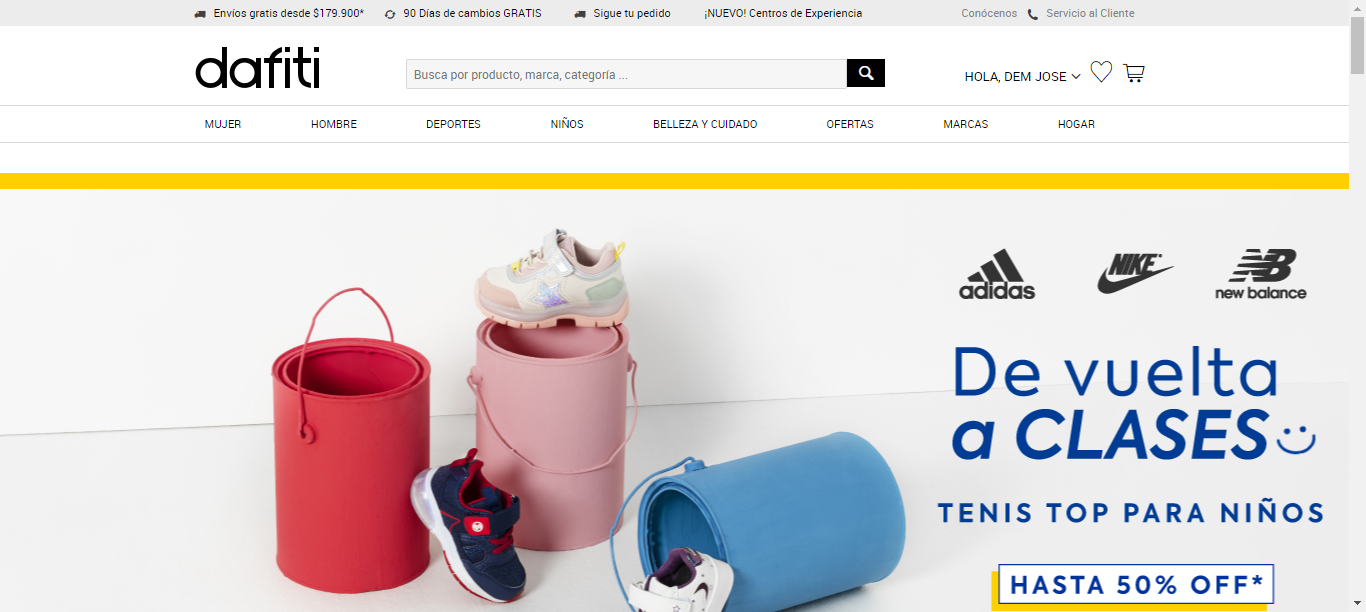 Envíos gratis desde $179.900* 90 Días de cambios GRATIS Sigue tu pedido ¡NUEVO! Centros de Experiencia Conócenos Servicio al Cliente
dafiti
Busca por producto, marca, categoría ...
HOLA, DEM JOSE
MUJER HOMBRE DEPORTES NIÑOS BELLEZA Y CUIDADO OFERTAS MARCAS HOGAR
adidas NIKE NB new balance
De vuelta
a CLASES
TENIS TOP PARA NIÑOS
HASTA 50% OFF*